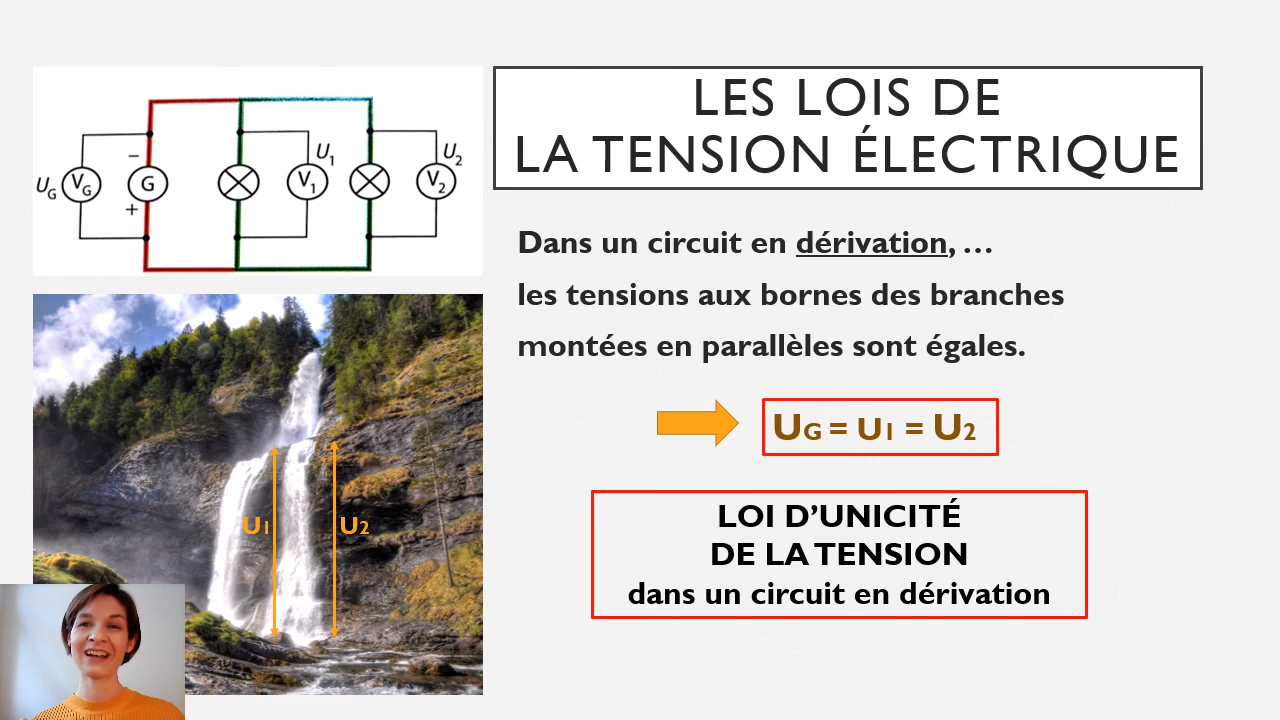 LES LOIS DE
LA TENSION ÉLECTRIQUE
U1
U2
UG
VG
G
V1
V2
–
+
Dans un circuit en dérivation, …
les tensions aux bornes des branches
montées en parallèles sont égales.
UG = U1 = U2
U1
U2
LOI D’UNICITÉ
DE LA TENSION
dans un circuit en dérivation